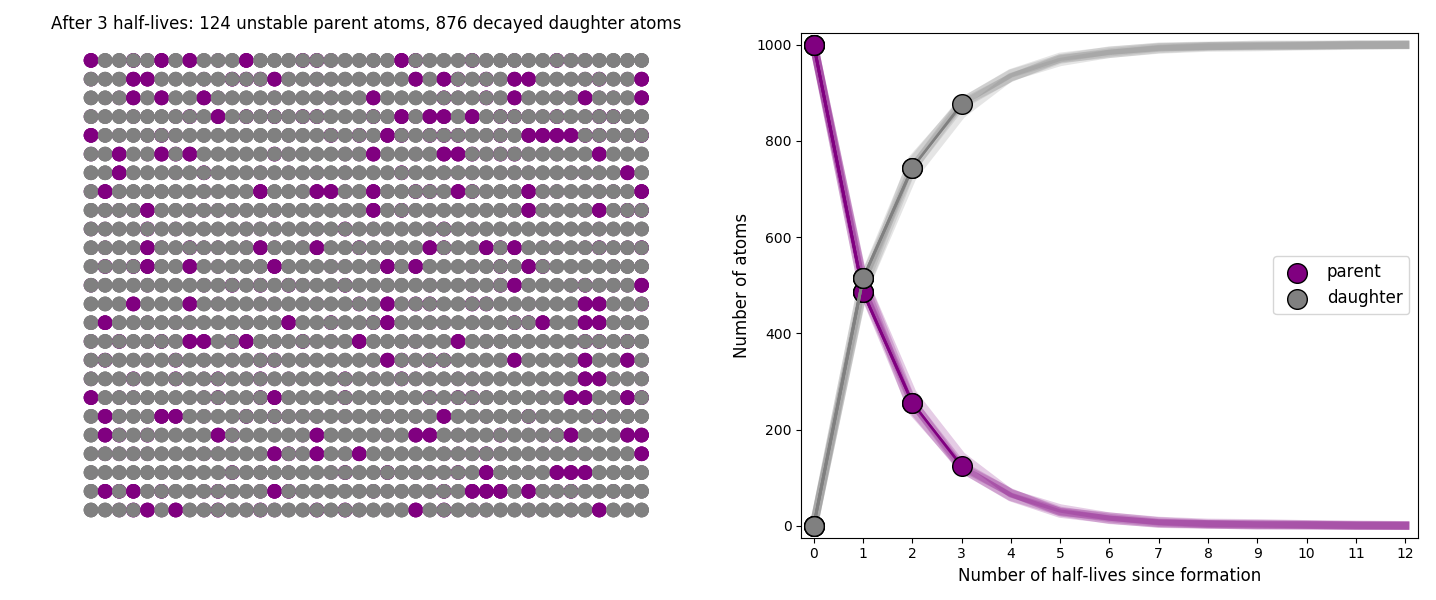 After 3 half-lives: 124 unstable parent atoms, 876 decayed daughter atoms
1000
800
600
400
200
0
Number of atoms
parent
daughter
0 1 2 3 4 5 6 7 8 9 10 11 12
Number of half-lives since formation